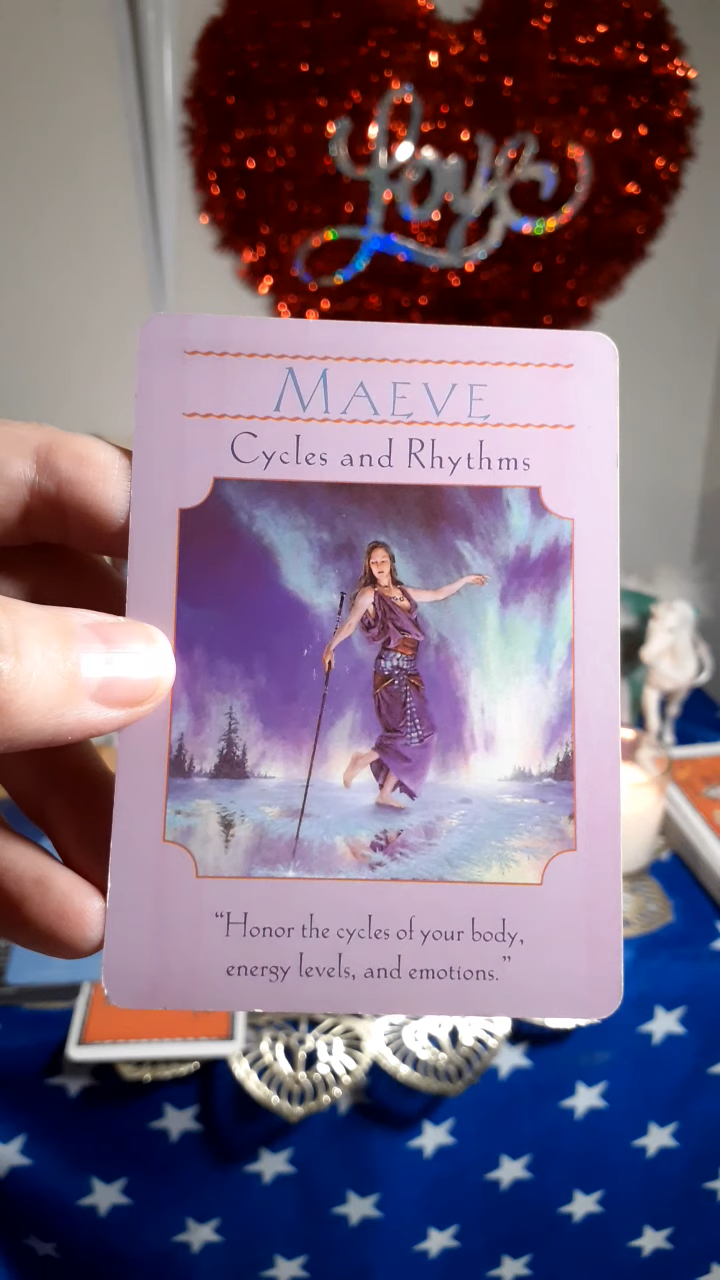 Love
MAEVE
Cycles and Rhythms
“Honor the cycles of your body,
energy levels, and emotions.”